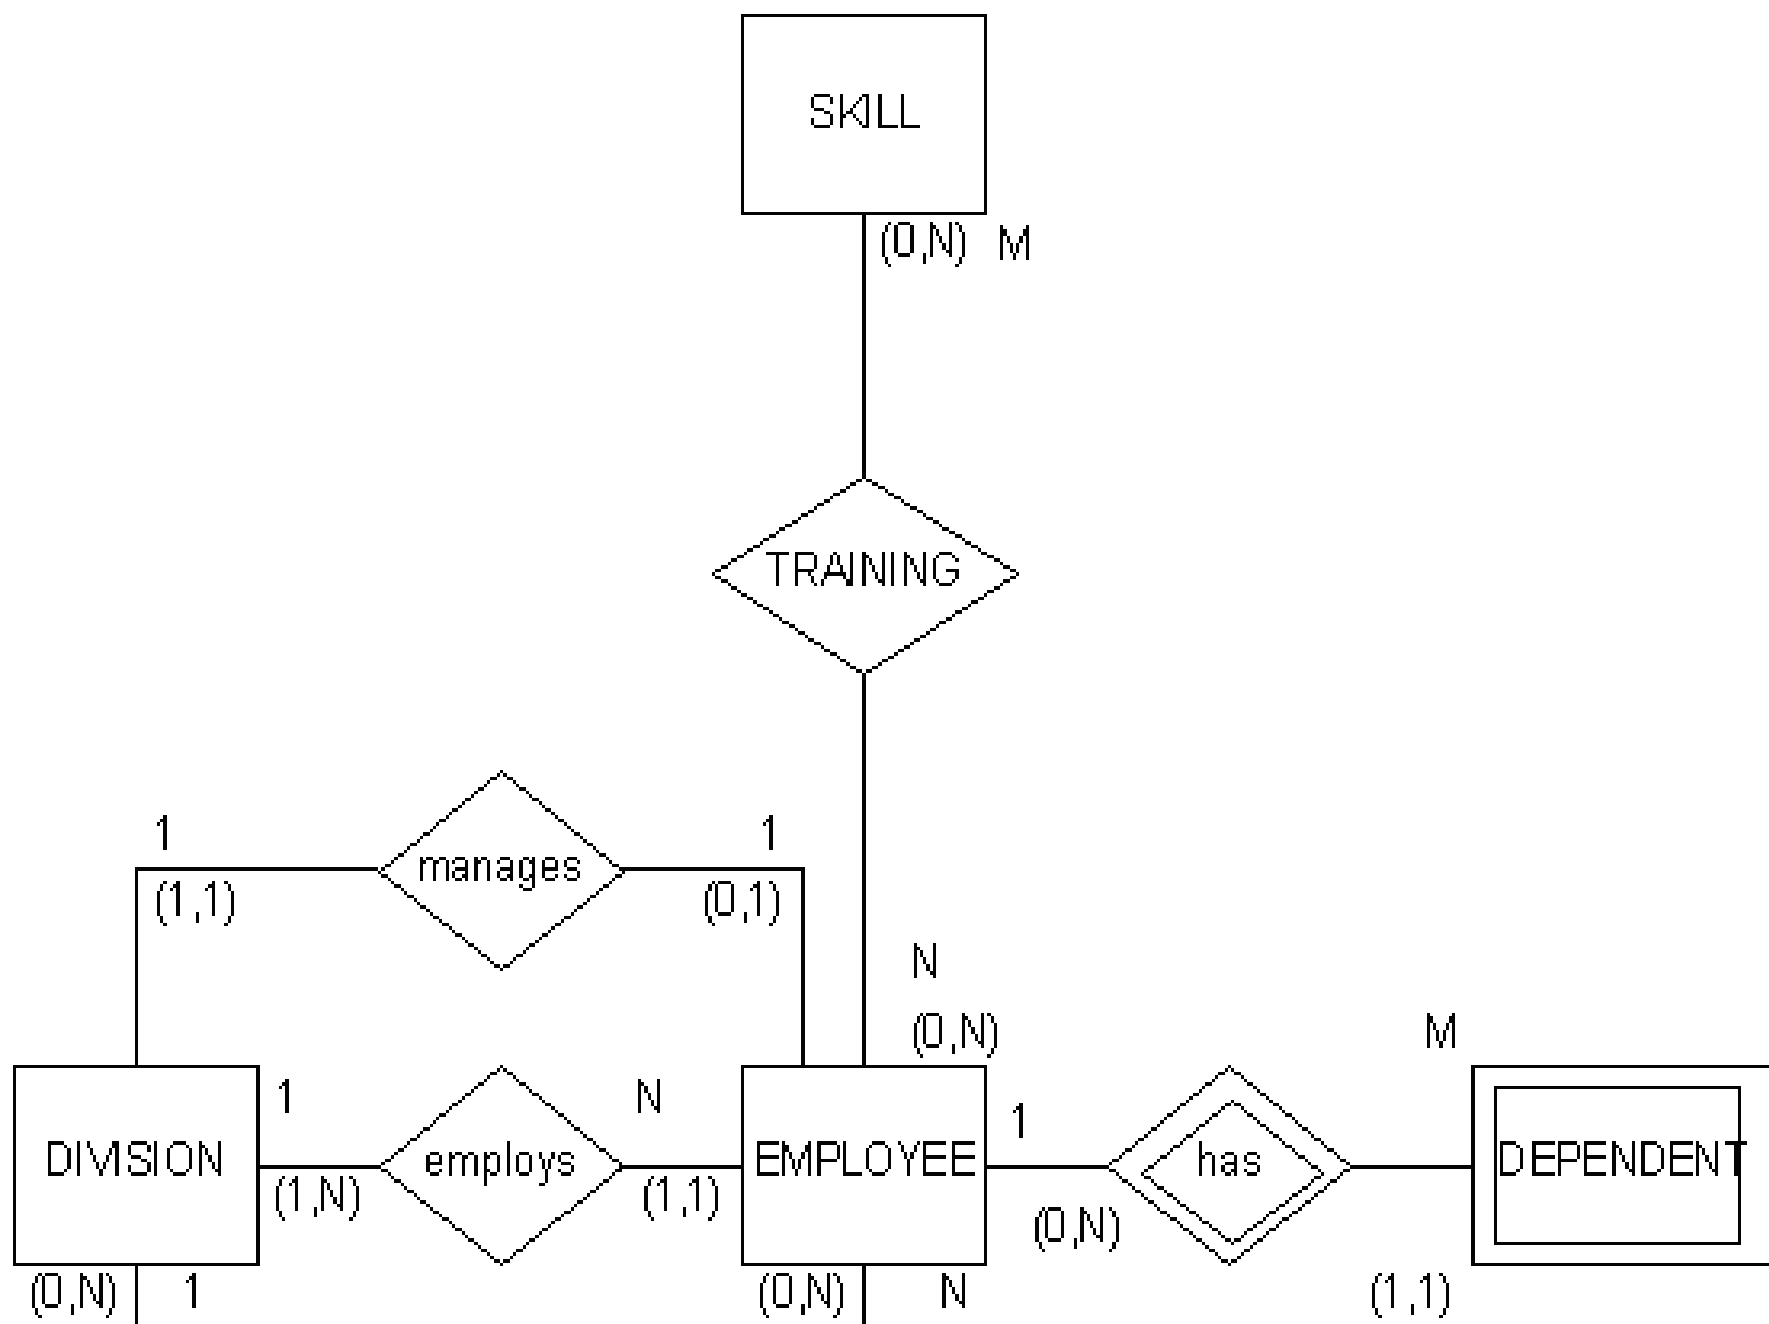 SKILL
(0,N) M
TRAINING
1 1
manages
(1,1) (0,1)
N
(0,N)
M
1 N 1
DIVISION employs EMPLOYEE has DEPENDENT
(1,N) (1,1) (0,N)
(0,N) 1 (0,N) N (1,1)